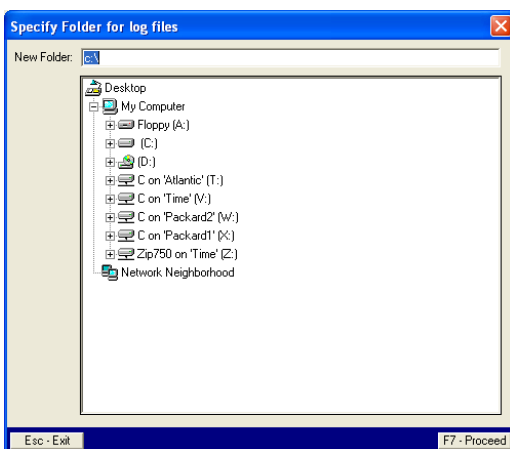 Specify Folder for log files
New Folder: c:\
Desktop
My Computer
Floppy (A:)
(C:)
(D:)
C on 'Atlantic' (T:)
C on 'Time' (V:)
C on 'Packard2' (W:)
C on 'Packard1' (X:)
Zip750 on 'Time' (Z:)
Network Neighborhood
Esc - Exit F7 - Proceed